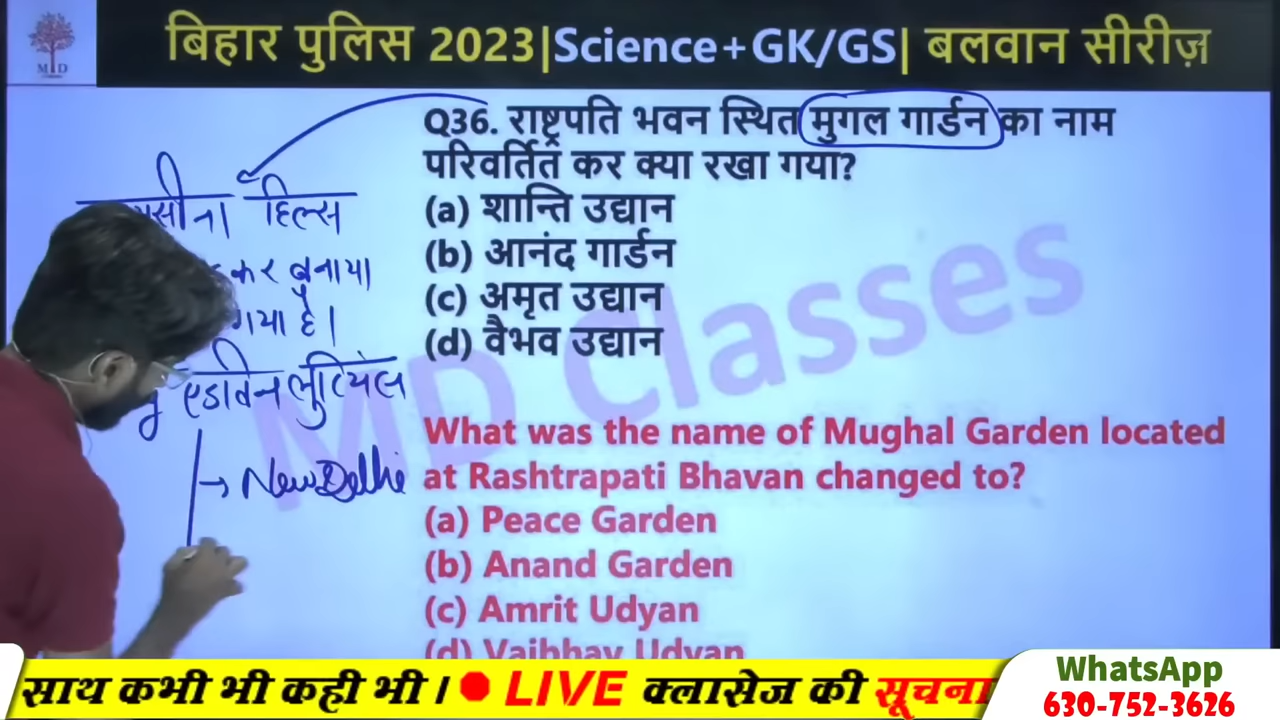 बिहार पुलिस 2023|Science+GK/GS| बलवान सीरीज़
MD
Q36. राष्ट्रपति भवन स्थित मुगल गार्डन का नाम
परिवर्तित कर क्या रखा गया?
(a) शान्ति उद्यान
(b) आनंद गार्डन
(c) अमृत उद्यान
(d) वैभव उद्यान
हिल्स
कर बनाया
गया है।
एडविन लुटियंस
→ New Delhi
MD Classes
What was the name of Mughal Garden located
at Rashtrapati Bhavan changed to?
(a) Peace Garden
(b) Anand Garden
(c) Amrit Udyan
(d) Vaibhav Udyan
साथ कभी भी कही भी । LIVE क्लासेज की सूचना
WhatsApp
630-752-3626